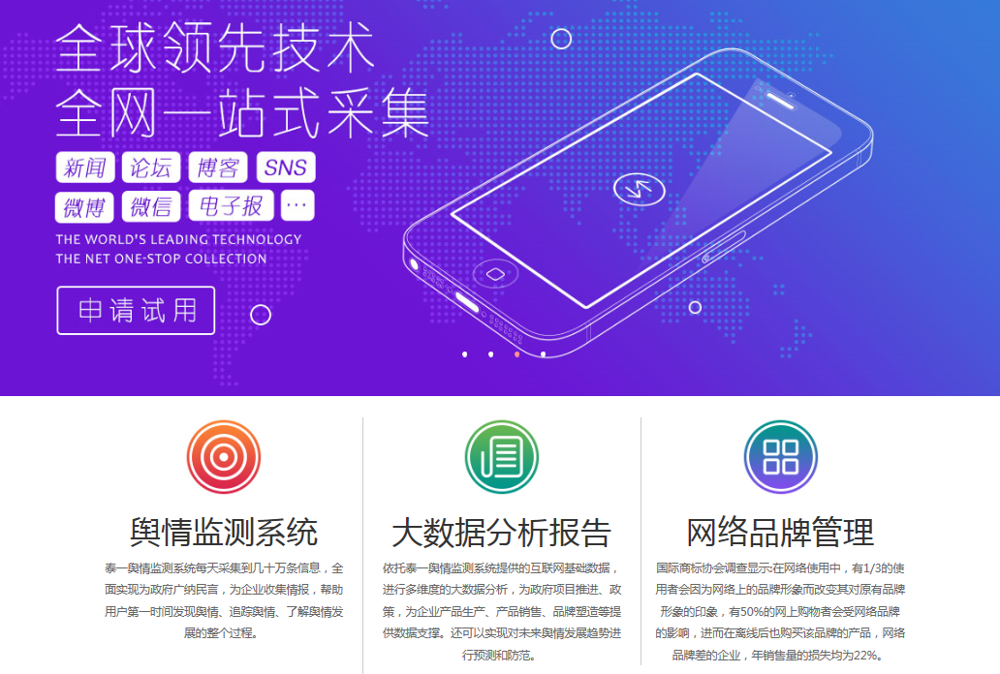 全球领先技术
全网一站式采集
新闻 论坛 博客 SNS
微博 微信 电子报 ···
THE WORLD'S LEADING TECHNOLOGY
THE NET ONE-STOP COLLECTION
申请试用
舆情监测系统
泰一舆情监测系统每天采集到几十万条信息，全
面实现为政府广纳民言，为企业收集情报，帮助
用户第一时间发现舆情、追踪舆情、了解舆情发
展的整个过程。
大数据分析报告
依托泰一舆情监测系统提供的互联网基础数据，
进行多维度的大数据分析，为政府项目推进、政
策，为企业产品生产、产品销售、品牌塑造等提
供数据支撑。还可以实现对未来舆情发展趋势进
行预测和防范。
网络品牌管理
国际商标协会调查显示:在网络使用中，有1/3的使
用者会因为网络上的品牌形象而改变其对原有品牌
形象的印象，有50%的网上购物者会受网络品牌
的影响，进而在离线后也购买该品牌的产品，网络
品牌差的企业，年销售量的损失均为22%。